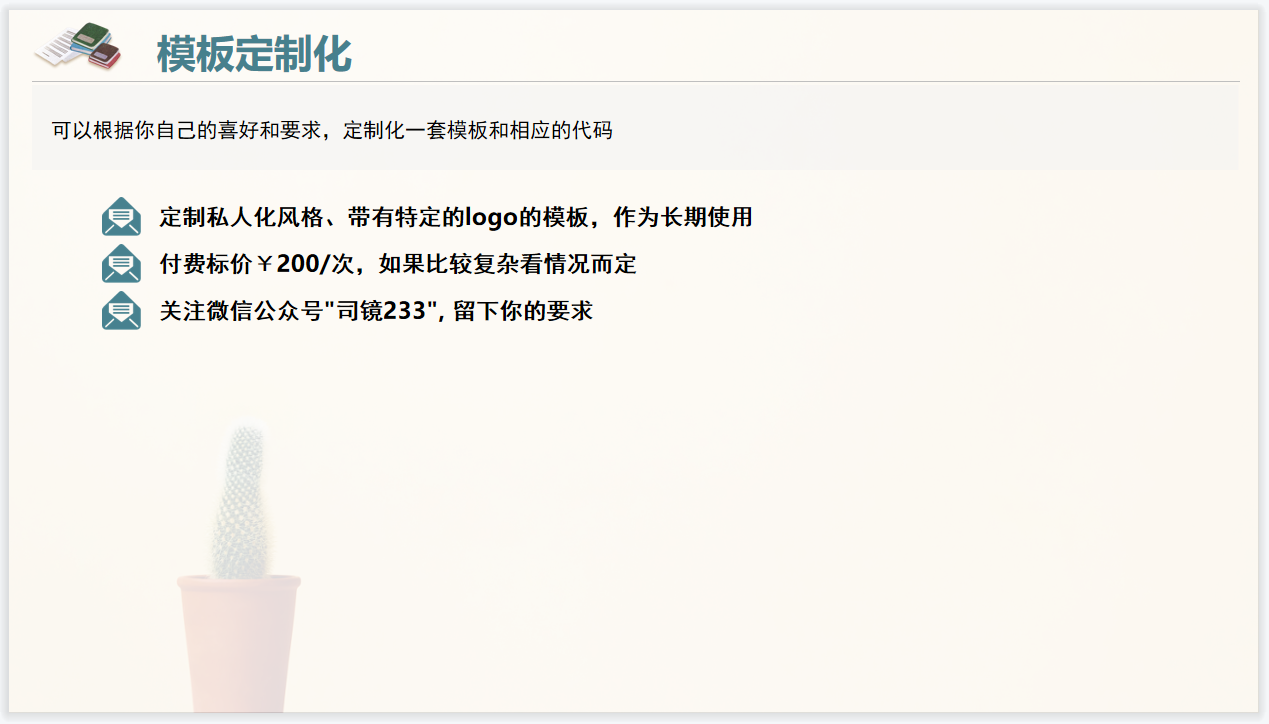 模板定制化
可以根据你自己的喜好和要求，定制化一套模板和相应的代码
定制私人化风格、带有特定的logo的模板，作为长期使用
付费标价￥200/次，如果比较复杂看情况而定
关注微信公众号"司镜233", 留下你的要求